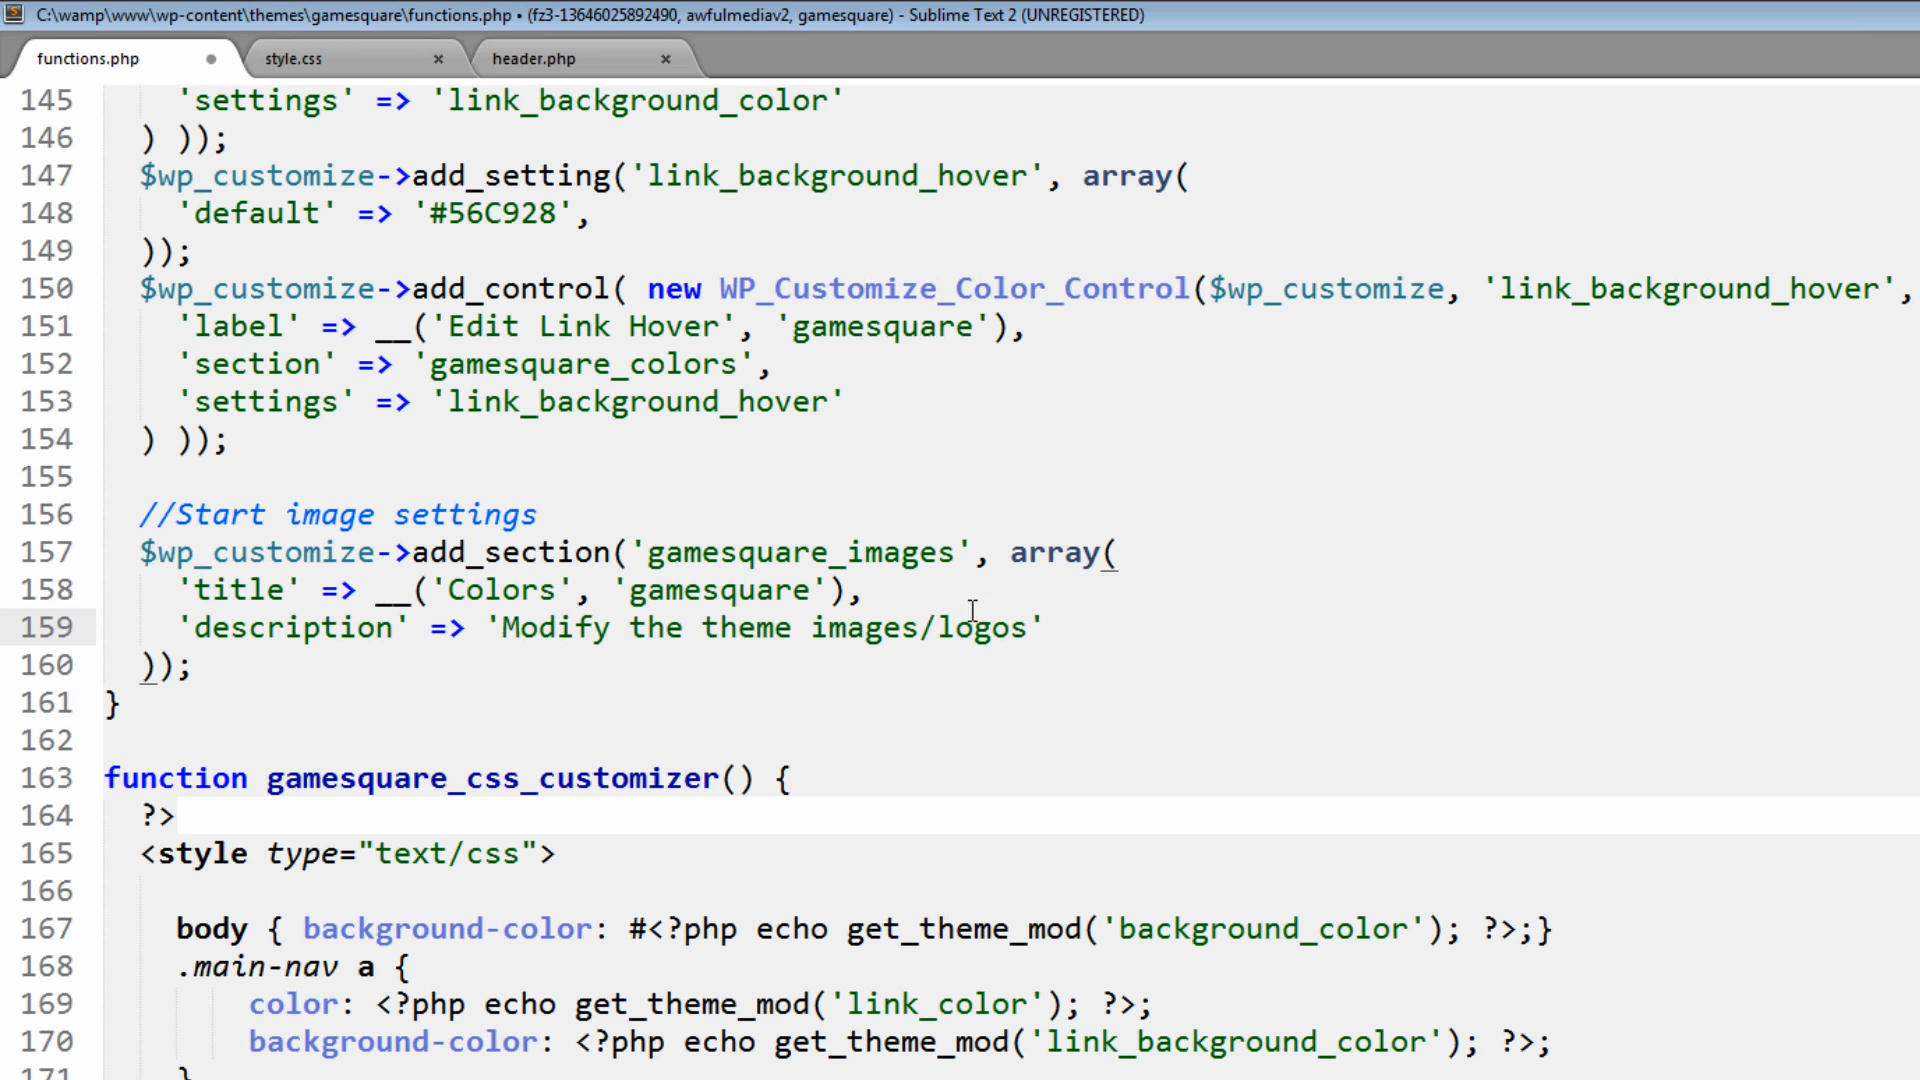 C:\wamp\www\wp-content\themes\gamesquare\functions.php • (fz3-13646025892490, awfulmediav2, gamesquare) - Sublime Text 2 (UNREGISTERED)
functions.php style.css header.php
145 'settings' => 'link_background_color'
146 ) ));
147 $wp_customize->add_setting('link_background_hover', array(
148 'default' => '#56C928',
149 ));
150 $wp_customize->add_control( new WP_Customize_Color_Control($wp_customize, 'link_background_hover',
151 'label' => __('Edit Link Hover', 'gamesquare'),
152 'section' => 'gamesquare_colors',
153 'settings' => 'link_background_hover'
154 ) ));
155
156 //Start image settings
157 $wp_customize->add_section('gamesquare_images', array(
158 'title' => __('Colors', 'gamesquare'),
159 'description' => 'Modify the theme images/logos'
160 ));
161 }
162
163 function gamesquare_css_customizer() {
164 ?>
165 <style type="text/css">
166
167 body { background-color: #<?php echo get_theme_mod('background_color'); ?>;}
168 .main-nav a {
169 color: <?php echo get_theme_mod('link_color'); ?>;
170 background-color: <?php echo get_theme_mod('link_background_color'); ?>;
171 }